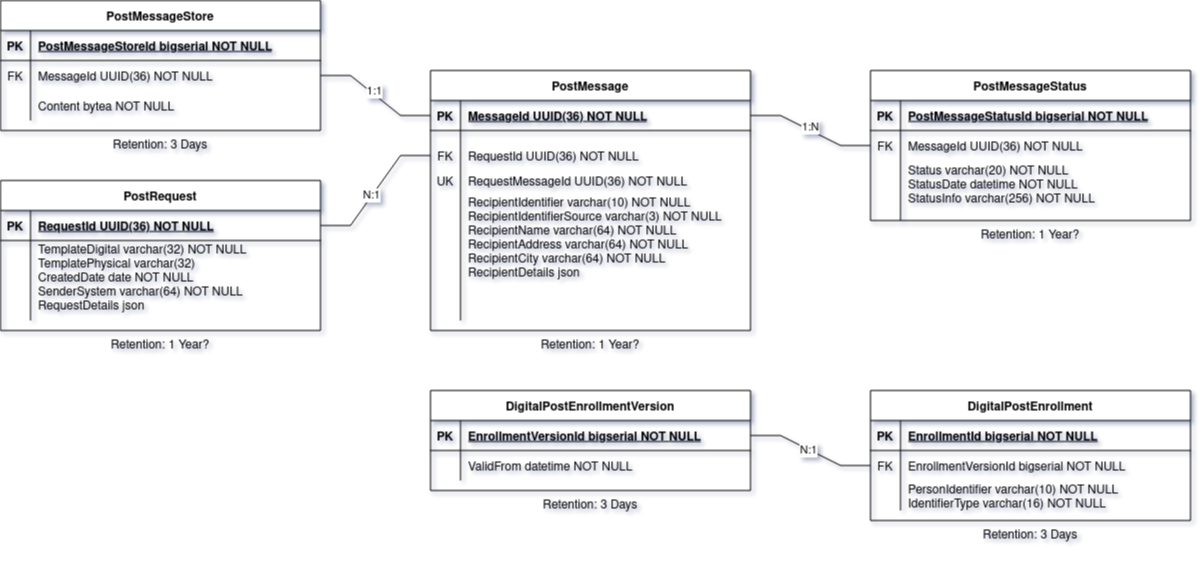 PostMessageStore
PK PostMessageStoreId bigserial NOT NULL
FK MessageId UUID(36) NOT NULL
Content bytea NOT NULL
Retention: 3 Days
1:1
PostRequest
PK RequestId UUID(36) NOT NULL
TemplateDigital varchar(32) NOT NULL
TemplatePhysical varchar(32)
CreatedDate date NOT NULL
SenderSystem varchar(64) NOT NULL
RequestDetails json
Retention: 1 Year?
N:1
PostMessage
PK MessageId UUID(36) NOT NULL
FK RequestId UUID(36) NOT NULL
UK RequestMessageId UUID(36) NOT NULL
RecipientIdentifier varchar(10) NOT NULL
RecipientIdentifierSource varchar(3) NOT NULL
RecipientName varchar(64) NOT NULL
RecipientAddress varchar(64) NOT NULL
RecipientCity varchar(64) NOT NULL
RecipientDetails json
Retention: 1 Year?
1:N
PostMessageStatus
PK PostMessageStatusId bigserial NOT NULL
FK MessageId UUID(36) NOT NULL
Status varchar(20) NOT NULL
StatusDate datetime NOT NULL
StatusInfo varchar(256) NOT NULL
Retention: 1 Year?
DigitalPostEnrollmentVersion
PK EnrollmentVersionId bigserial NOT NULL
ValidFrom datetime NOT NULL
Retention: 3 Days
N:1
DigitalPostEnrollment
PK EnrollmentId bigserial NOT NULL
FK EnrollmentVersionId bigserial NOT NULL
PersonIdentifier varchar(10) NOT NULL
IdentifierType varchar(16) NOT NULL
Retention: 3 Days